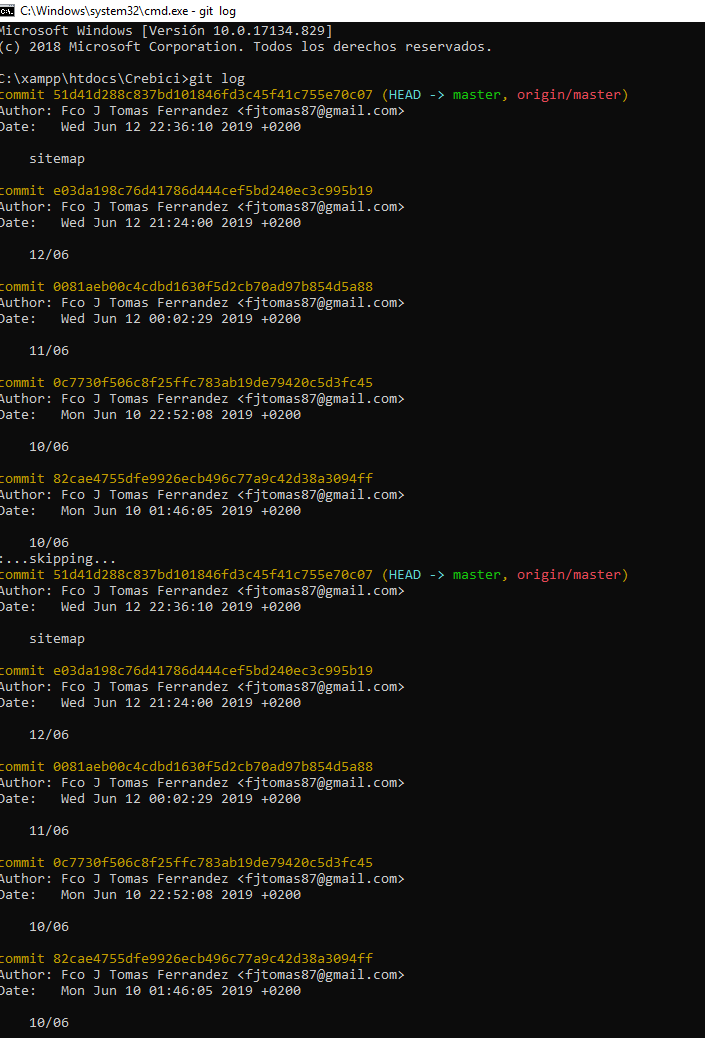 C:\Windows\system32\cmd.exe - git log
Microsoft Windows [Versión 10.0.17134.829]
(c) 2018 Microsoft Corporation. Todos los derechos reservados.
C:\xampp\htdocs\Crebici>git log
commit 51d41d288c837bd101846fd3c45f41c755e70c07 (HEAD -> master, origin/master)
Author: Fco J Tomas Ferrandez <fjtomas87@gmail.com>
Date: Wed Jun 12 22:36:10 2019 +0200
sitemap
commit e03da198c76d41786d444cef5bd240ec3c995b19
Author: Fco J Tomas Ferrandez <fjtomas87@gmail.com>
Date: Wed Jun 12 21:24:00 2019 +0200
12/06
commit 0081aeb00c4cdbd1630f5d2cb70ad97b854d5a88
Author: Fco J Tomas Ferrandez <fjtomas87@gmail.com>
Date: Wed Jun 12 00:02:29 2019 +0200
11/06
commit 0c7730f506c8f25ffc783ab19de79420c5d3fc45
Author: Fco J Tomas Ferrandez <fjtomas87@gmail.com>
Date: Mon Jun 10 22:52:08 2019 +0200
10/06
commit 82cae4755dfe9926ecb496c77a9c42d38a3094ff
Author: Fco J Tomas Ferrandez <fjtomas87@gmail.com>
Date: Mon Jun 10 01:46:05 2019 +0200
10/06
:...skipping...
commit 51d41d288c837bd101846fd3c45f41c755e70c07 (HEAD -> master, origin/master)
Author: Fco J Tomas Ferrandez <fjtomas87@gmail.com>
Date: Wed Jun 12 22:36:10 2019 +0200
sitemap
commit e03da198c76d41786d444cef5bd240ec3c995b19
Author: Fco J Tomas Ferrandez <fjtomas87@gmail.com>
Date: Wed Jun 12 21:24:00 2019 +0200
12/06
commit 0081aeb00c4cdbd1630f5d2cb70ad97b854d5a88
Author: Fco J Tomas Ferrandez <fjtomas87@gmail.com>
Date: Wed Jun 12 00:02:29 2019 +0200
11/06
commit 0c7730f506c8f25ffc783ab19de79420c5d3fc45
Author: Fco J Tomas Ferrandez <fjtomas87@gmail.com>
Date: Mon Jun 10 22:52:08 2019 +0200
10/06
commit 82cae4755dfe9926ecb496c77a9c42d38a3094ff
Author: Fco J Tomas Ferrandez <fjtomas87@gmail.com>
Date: Mon Jun 10 01:46:05 2019 +0200
10/06